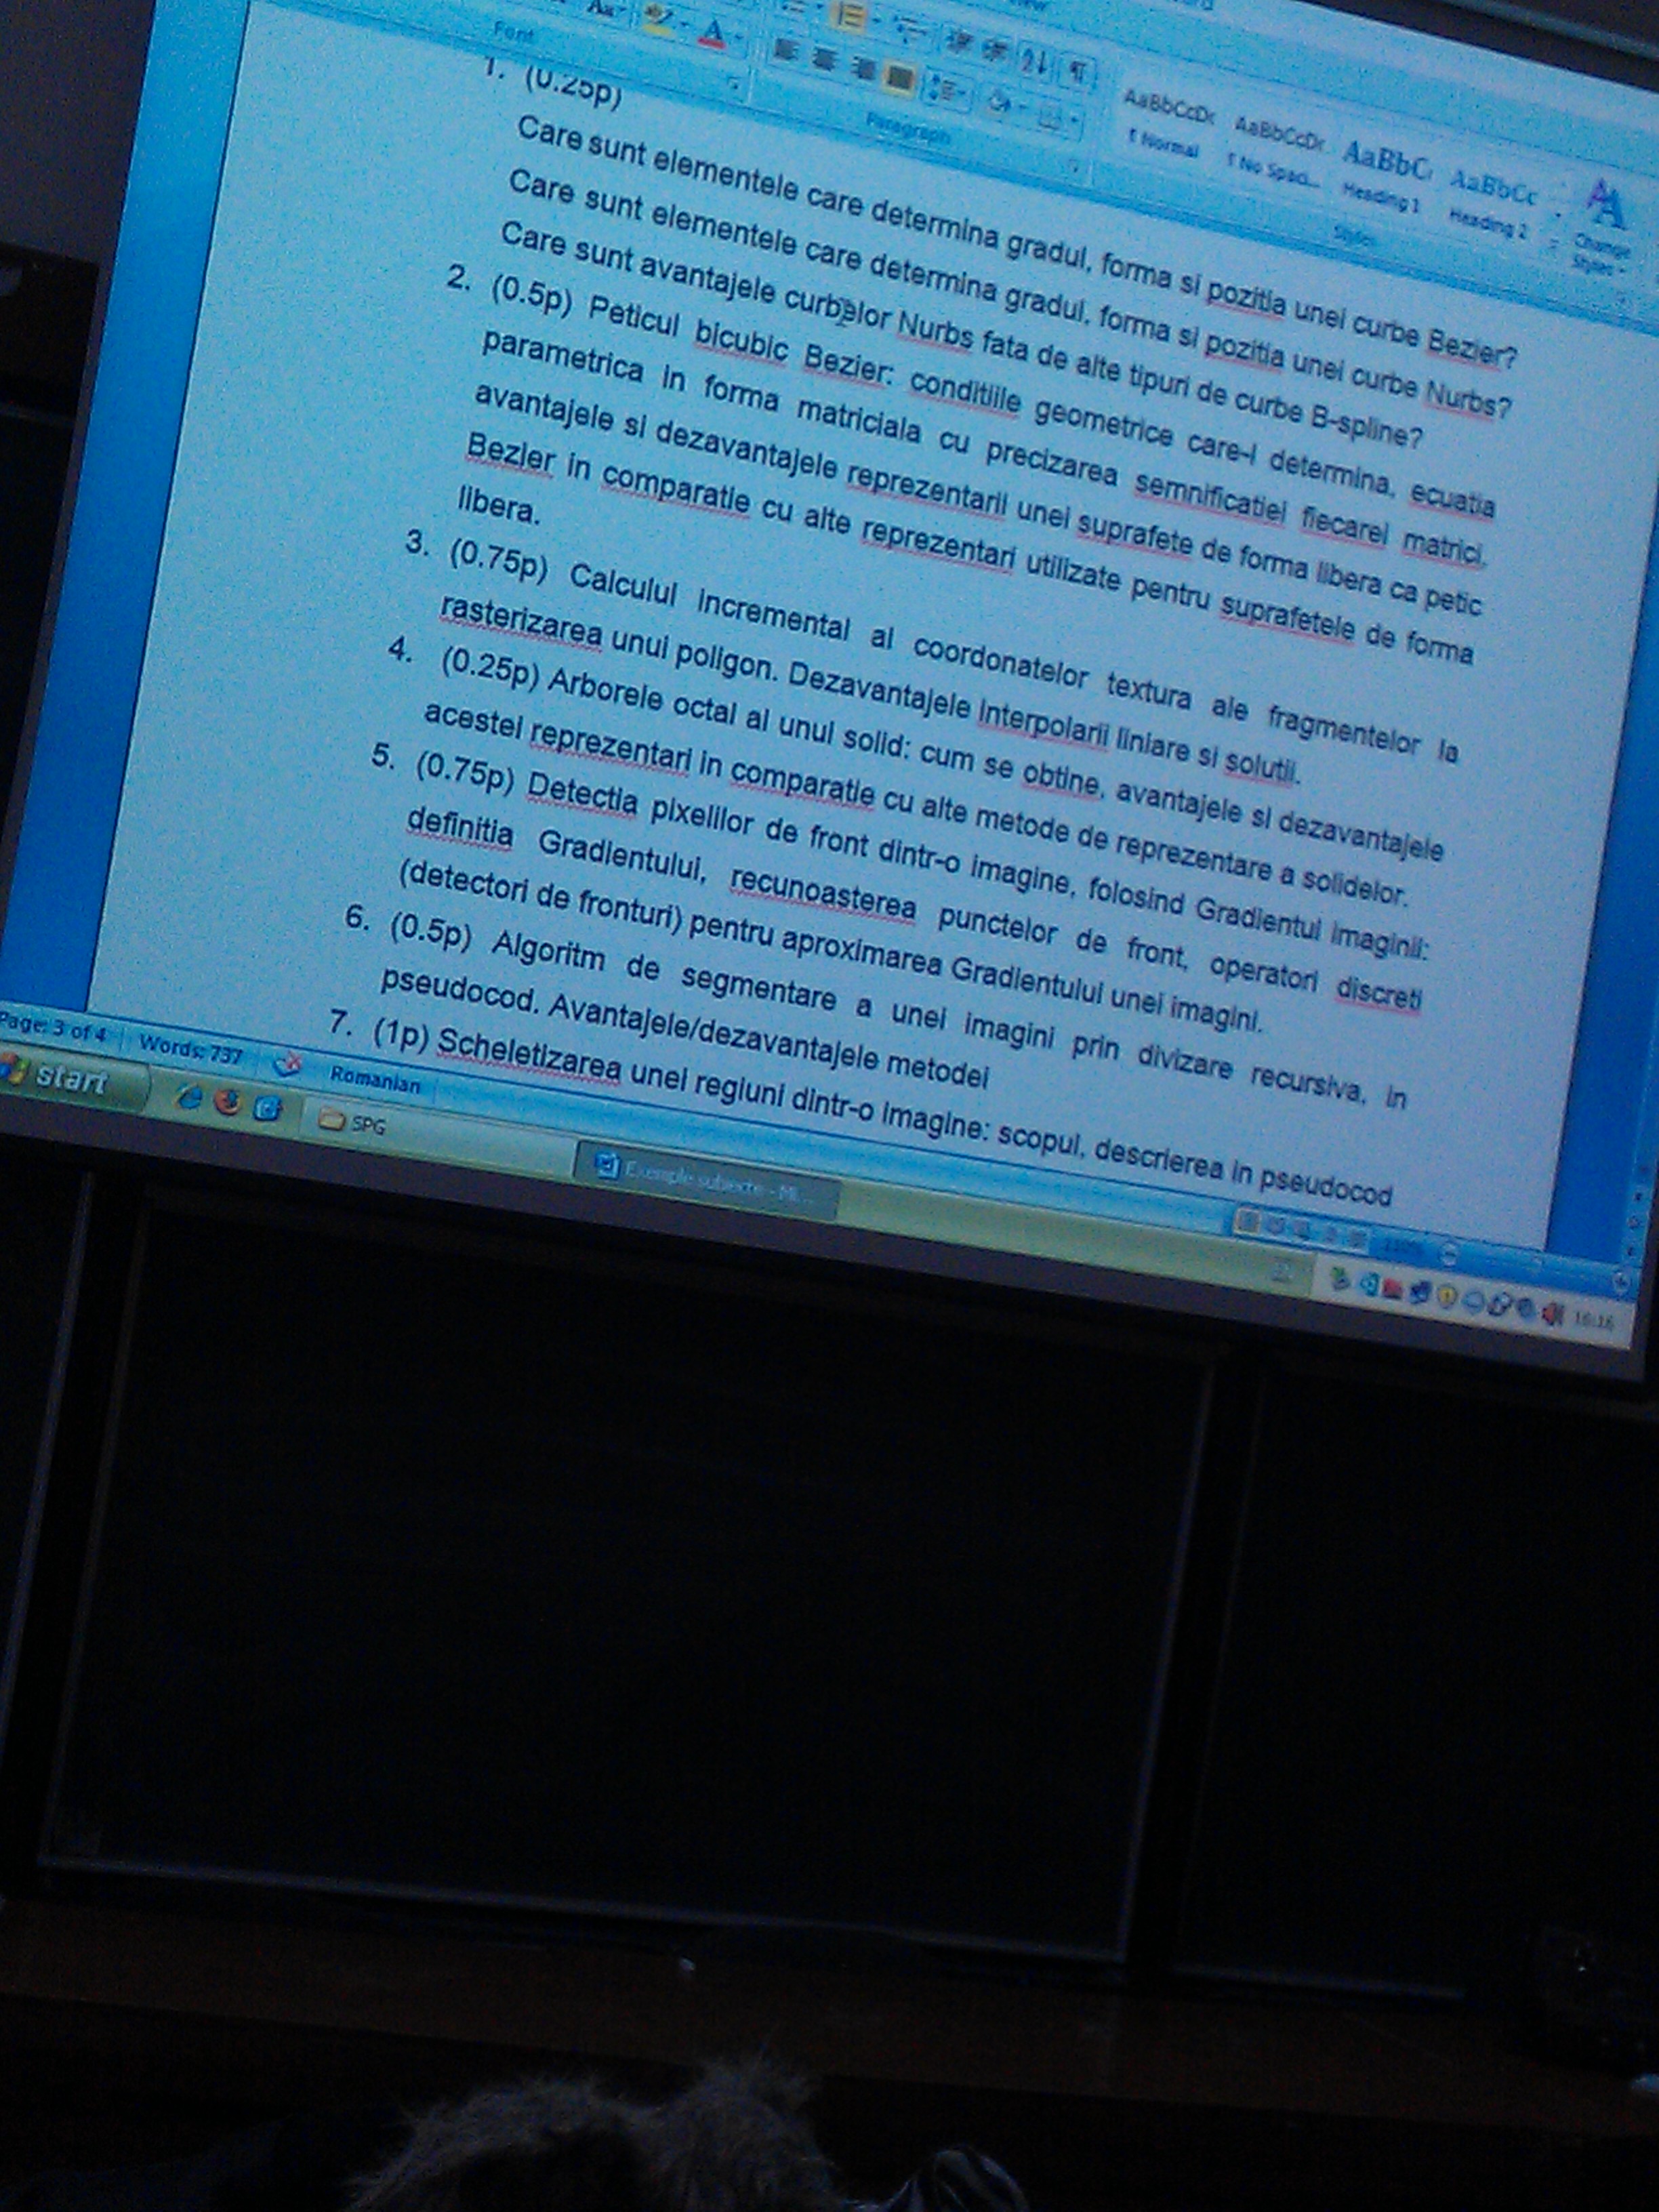 Font
Paragraph
Styles
AaBbCcDc AaBbCcDc AaBbC AaBbCc
¶ Normal ¶ No Spaci... Heading 1 Heading 2 Change Styles
1. (0.25p)
Care sunt elementele care determina gradul, forma si pozitia unei curbe Bezier?
Care sunt elementele care determina gradul, forma si pozitia unei curbe Nurbs?
Care sunt avantajele curbelor Nurbs fata de alte tipuri de curbe B-spline?
2. (0.5p) Peticul bicubic Bezier: conditiile geometrice care-l determina, ecuatia
parametrica in forma matriciala cu precizarea semnificatiei fiecarei matrici,
avantajele si dezavantajele reprezentarii unei suprafete de forma libera ca petic
Bezier in comparatie cu alte reprezentari utilizate pentru suprafetele de forma
libera.
3. (0.75p) Calculul incremental al coordonatelor textura ale fragmentelor la
rasterizarea unui poligon. Dezavantajele interpolarii liniare si solutii.
4. (0.25p) Arborele octal al unui solid: cum se obtine, avantajele si dezavantajele
acestei reprezentari in comparatie cu alte metode de reprezentare a solidelor.
5. (0.75p) Detectia pixelilor de front dintr-o imagine, folosind Gradientul imaginii:
definitia Gradientului, recunoasterea punctelor de front, operatori discreti
(detectori de fronturi) pentru aproximarea Gradientului unei imagini.
6. (0.5p) Algoritm de segmentare a unei imagini prin divizare recursiva, in
pseudocod. Avantajele/dezavantajele metodei
7. (1p) Scheletizarea unei regiuni dintr-o imagine: scopul, descrierea in pseudocod
Page: 3 of 4 Words: 737 Romanian
start SPG Exemple subiecte - Mi... 16:16